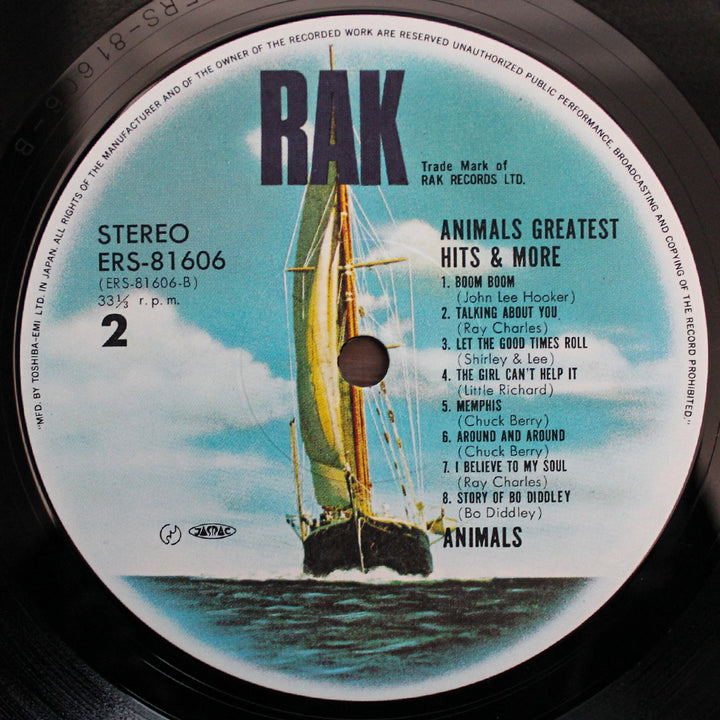 ERS-81606-B
"MFD. BY TOSHIBA-EMI LTD. IN JAPAN. ALL RIGHTS OF THE MANUFACTURER AND OF THE OWNER OF THE RECORDED WORK ARE RESERVED UNAUTHORIZED PUBLIC PERFORMANCE, BROADCASTING AND COPYING OF THE RECORD PROHIBITED."
RAK
Trade Mark of
RAK RECORDS LTD.
STEREO
ERS-81606
(ERS-81606-B)
33⅓ r.p.m.
2
ANIMALS GREATEST
HITS & MORE
1. BOOM BOOM
(John Lee Hooker)
2. TALKING ABOUT YOU
(Ray Charles)
3. LET THE GOOD TIMES ROLL
(Shirley & Lee)
4. THE GIRL CAN'T HELP IT
(Little Richard)
5. MEMPHIS
(Chuck Berry)
6. AROUND AND AROUND
(Chuck Berry)
7. I BELIEVE TO MY SOUL
(Ray Charles)
8. STORY OF BO DIDDLEY
(Bo Diddley)
JASRAC
ANIMALS